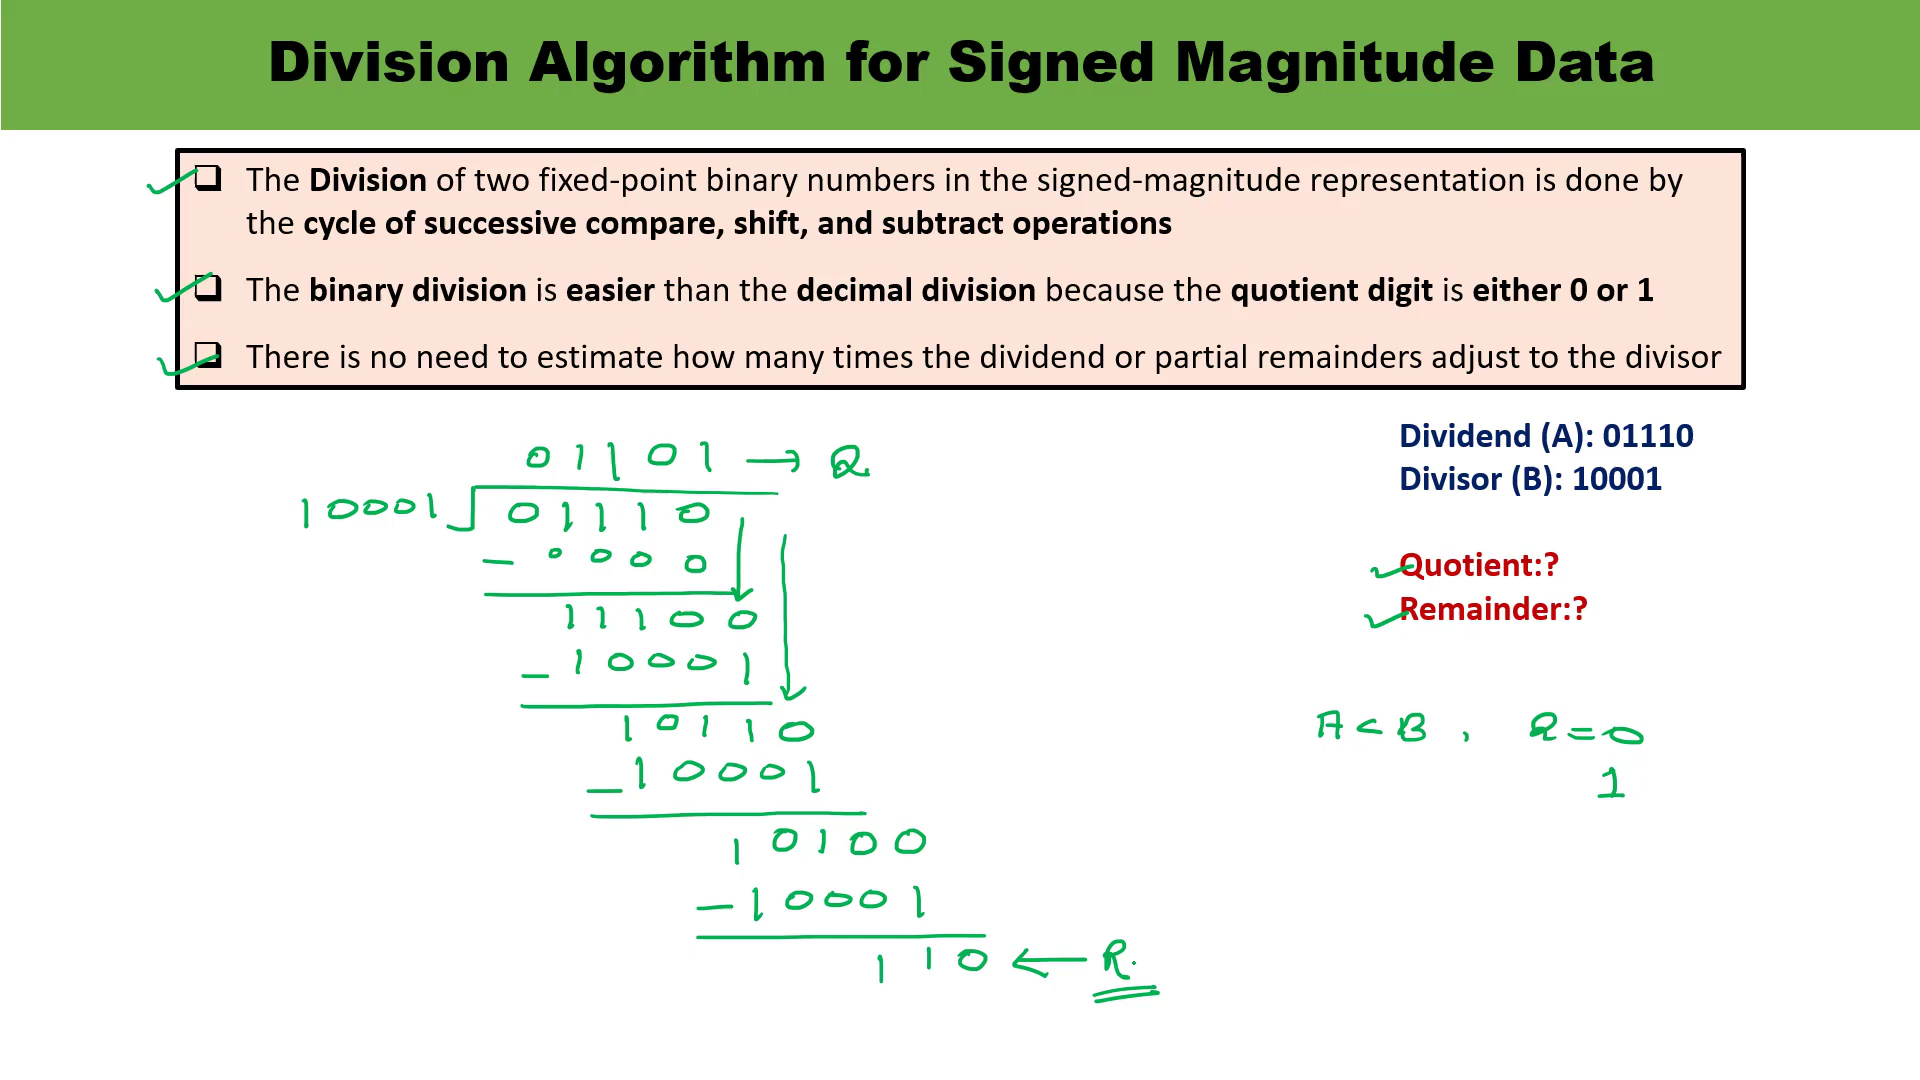 Division Algorithm for Signed Magnitude Data
The Division of two fixed-point binary numbers in the signed-magnitude representation is done by
the cycle of successive compare, shift, and subtract operations
The binary division is easier than the decimal division because the quotient digit is either 0 or 1
There is no need to estimate how many times the dividend or partial remainders adjust to the divisor
Dividend (A): 01110
Divisor (B): 10001
Quotient:?
Remainder:?
01101 → Q
10001 01110
- 0000
11100
- 10001
10110
- 10001
10100
- 10001
110 ← R.
A < B , Q = 0
1